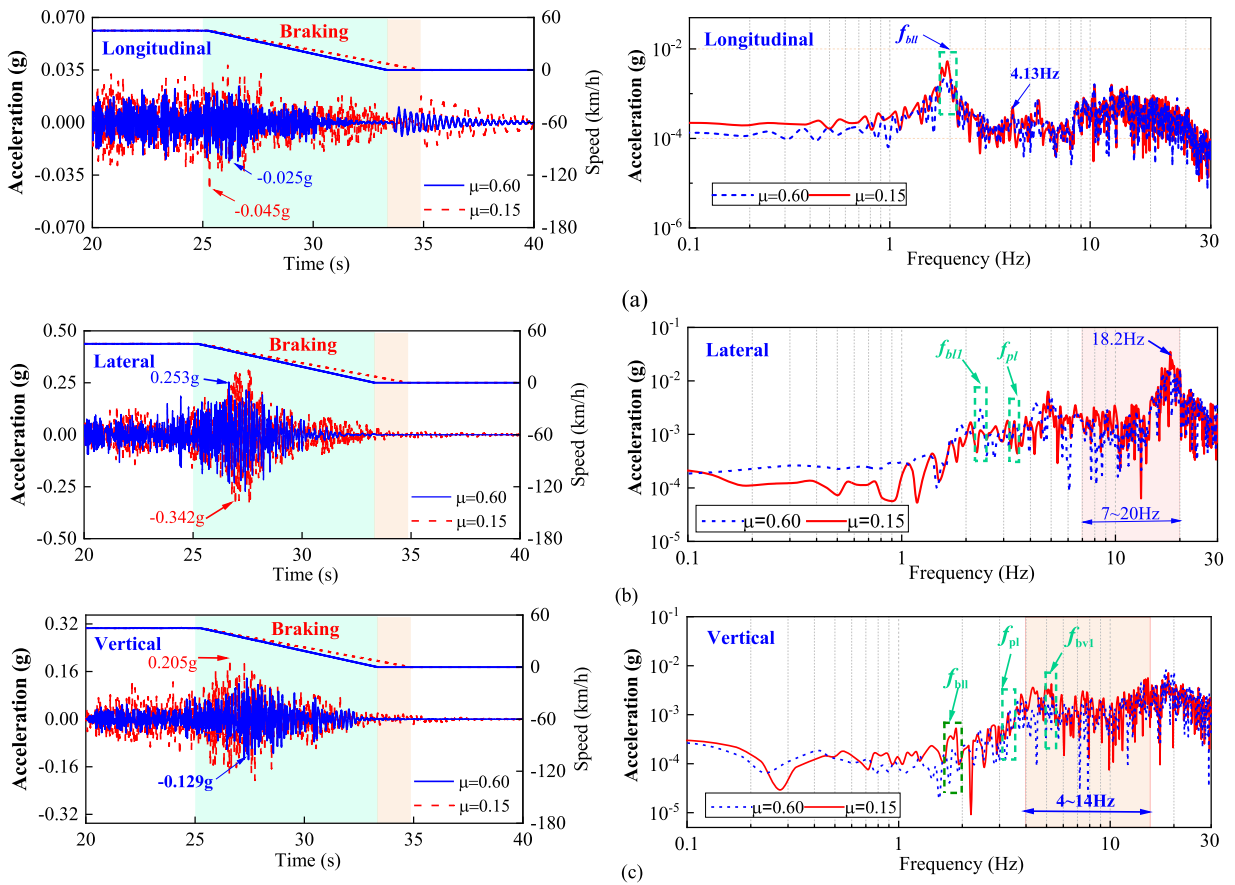 Acceleration (g)
0.070
0.035
0.000
-0.035
-0.070
Longitudinal
Braking
-0.025g
-0.045g
μ=0.60
μ=0.15
60
0
-60
-120
-180
Speed (km/h)
20 25 30 35 40
Time (s)
Acceleration (g)
10-2
10-4
10-6
Longitudinal
fbll
4.13Hz
μ=0.60 μ=0.15
0.1 1 10 30
Frequency (Hz)
(a)
Acceleration (g)
0.50
0.25
0.00
-0.25
-0.50
Lateral
Braking
0.253g
-0.342g
μ=0.60
μ=0.15
60
0
-60
-120
-180
Speed (km/h)
20 25 30 35 40
Time (s)
Acceleration (g)
10-1
10-2
10-3
10-4
10-5
Lateral
fbl1
fpl
18.2Hz
7~20Hz
μ=0.60 μ=0.15
0.1 1 10 30
Frequency (Hz)
(b)
Acceleration (g)
0.32
0.16
0.00
-0.16
-0.32
Vertical
Braking
0.205g
-0.129g
μ=0.60
μ=0.15
60
0
-60
-120
-180
Speed (km/h)
20 25 30 35 40
Time (s)
Acceleration (g)
10-1
10-2
10-3
10-4
10-5
Vertical
fbll
fpl
fbv1
4~14Hz
μ=0.60 μ=0.15
0.1 1 10 30
Frequency (Hz)
(c)